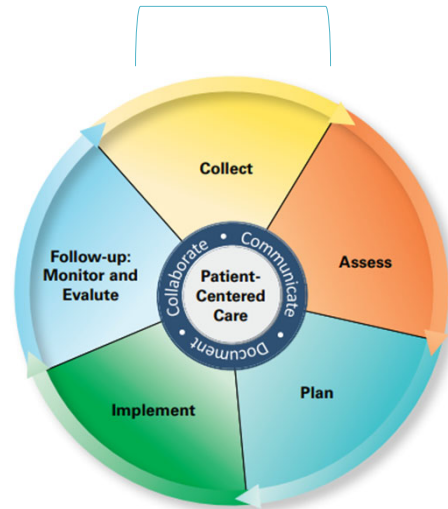 Collect
Assess
Plan
Implement
Follow-up:
Monitor and
Evalute
Collaborate • Communicate • Document •
Patient-
Centered
Care